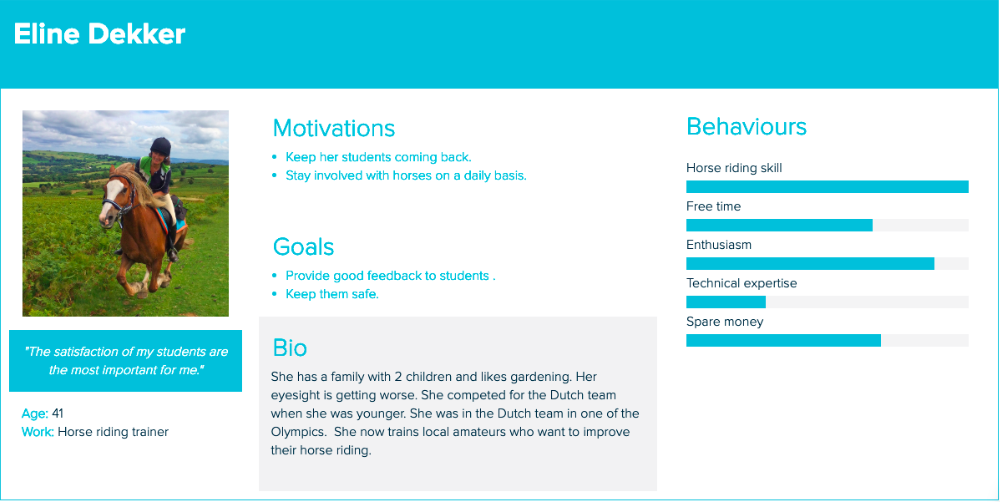 Eline Dekker
"The satisfaction of my students are
the most important for me."
Age: 41
Work: Horse riding trainer
Motivations
• Keep her students coming back.
• Stay involved with horses on a daily basis.
Goals
• Provide good feedback to students .
• Keep them safe.
Bio
She has a family with 2 children and likes gardening. Her
eyesight is getting worse. She competed for the Dutch team
when she was younger. She was in the Dutch team in one of the
Olympics.  She now trains local amateurs who want to improve
their horse riding.
Behaviours
Horse riding skill
Free time
Enthusiasm
Technical expertise
Spare money